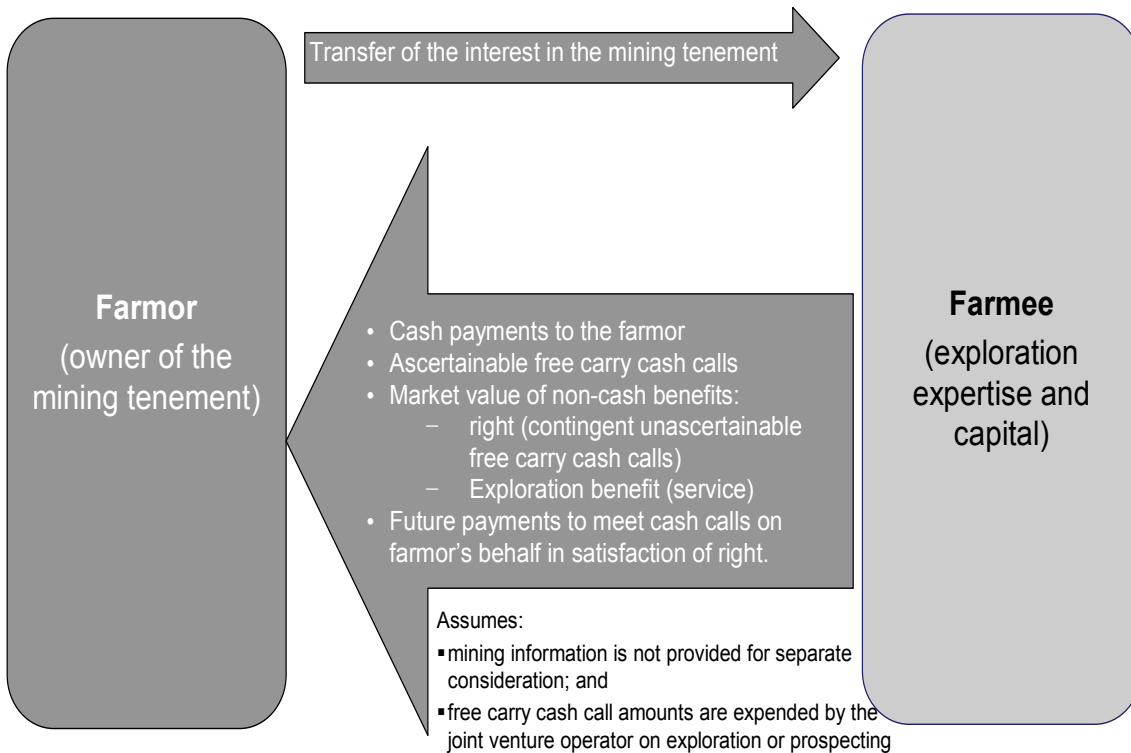 Transfer of the interest in the mining tenement
Farmor
(owner of the
mining tenement)
• Cash payments to the farmor
• Ascertainable free carry cash calls
• Market value of non-cash benefits:
– right (contingent unascertainable
free carry cash calls)
– Exploration benefit (service)
• Future payments to meet cash calls on
farmor's behalf in satisfaction of right.
Farmee
(exploration
expertise and
capital)
Assumes:
▪mining information is not provided for separate
consideration; and
▪free carry cash call amounts are expended by the
joint venture operator on exploration or prospecting